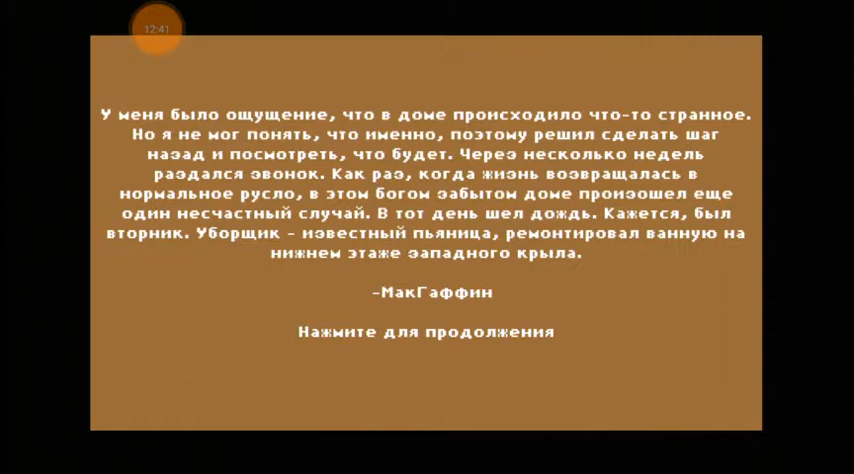 12:41
У меня было ощущение, что в доме происходило что-то странное.
Но я не мог понять, что именно, поэтому решил сделать шаг
назад и посмотреть, что будет. Через несколько недель
раздался звонок. Как раз, когда жизнь возвращалась в
нормальное русло, в этом богом забытом доме произошел еще
один несчастный случай. В тот день шел дождь. Кажется, был
вторник. Уборщик - известный пьяница, ремонтировал ванную на
нижнем этаже западного крыла.
-МакГаффин
Нажмите для продолжения